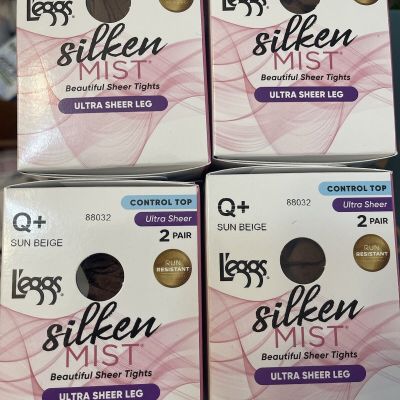 L'eggs
silken
MIST
Beautiful Sheer Tights
ULTRA SHEER LEG
L'eggs
silken
MIST
Beautiful Sheer Tights
ULTRA SHEER LEG
CONTROL TOP
Q+
88032
Ultra Sheer
SUN BEIGE
2 PAIR
RUN
RESISTANT
L'eggs
silken
MIST
Beautiful Sheer Tights
ULTRA SHEER LEG
CONTROL TOP
Q+
88032
Ultra Sheer
SUN BEIGE
2 PAIR
RUN
RESISTANT
L'eggs
silken
MIST
Beautiful Sheer Tights
ULTRA SHEER LEG